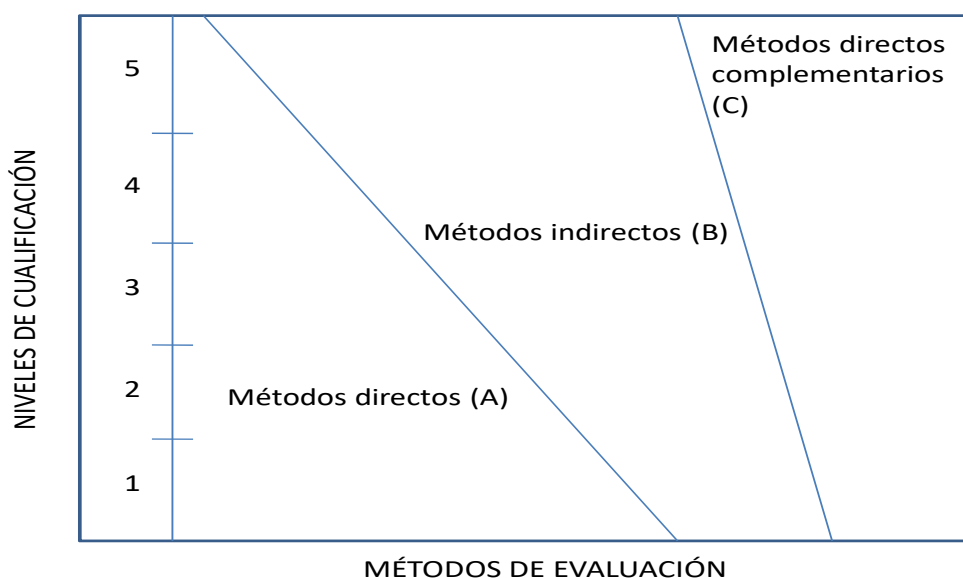 NIVELES DE CUALIFICACIÓN
5
4
3
2
1
Métodos directos
complementarios
(C)
Métodos indirectos (B)
Métodos directos (A)
MÉTODOS DE EVALUACIÓN